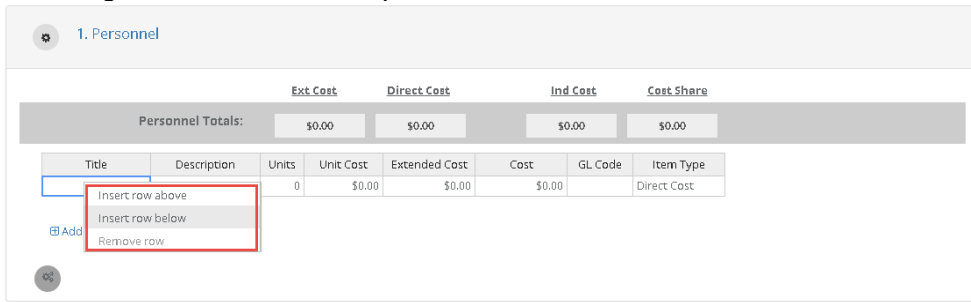 1. Personnel
Ext Cost Direct Cost Ind Cost Cost Share
Personnel Totals: $0.00 $0.00 $0.00 $0.00
Title Description Units Unit Cost Extended Cost Cost GL Code Item Type
0 $0.00 $0.00 $0.00 Direct Cost
Insert row above
Insert row below
Add
Remove row